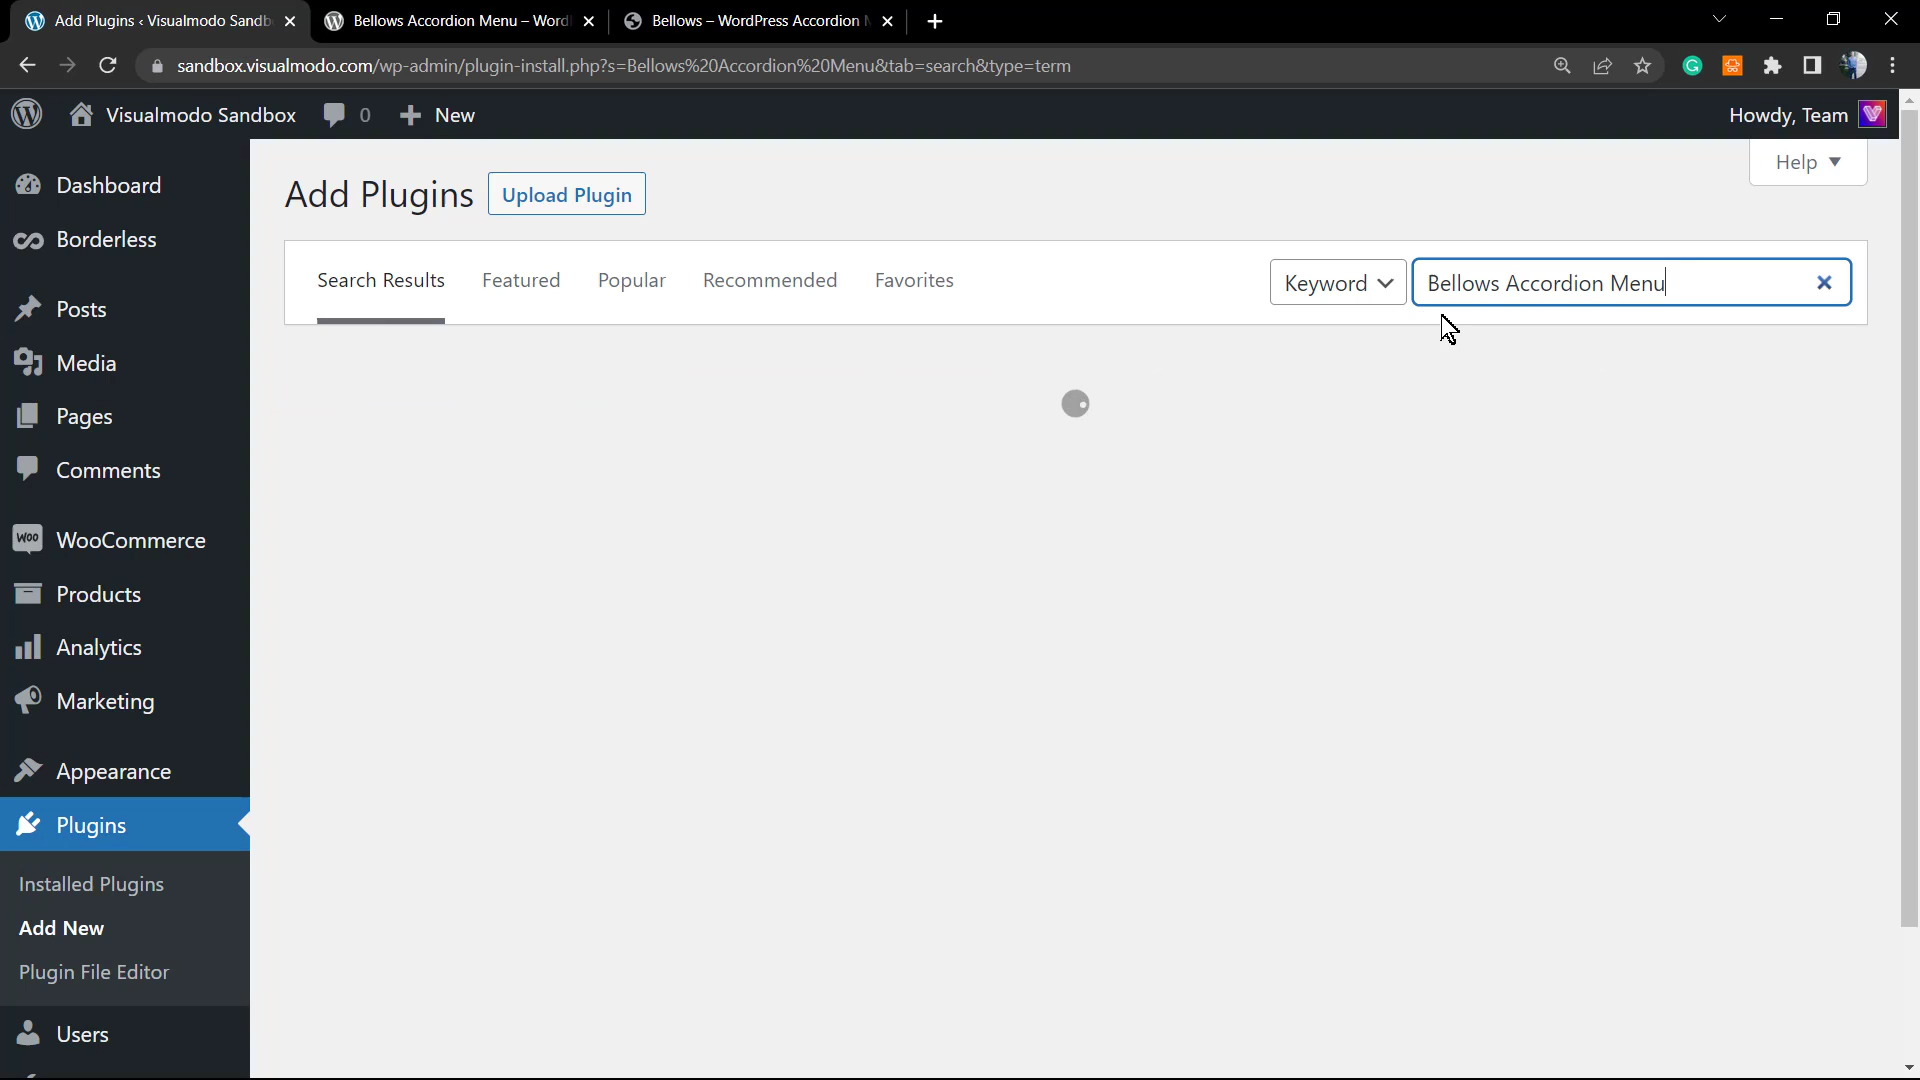 Add Plugins ‹ Visualmodo Sandb
Bellows Accordion Menu – Word
Bellows – WordPress Accordion
sandbox.visualmodo.com/wp-admin/plugin-install.php?s=Bellows%20Accordion%20Menu&tab=search&type=term
Visualmodo Sandbox
0
New
Howdy, Team
Help
Dashboard
Borderless
Posts
Media
Pages
Comments
Woo
WooCommerce
Products
Analytics
Marketing
Appearance
Plugins
Installed Plugins
Add New
Plugin File Editor
Users
Add Plugins
Upload Plugin
Search Results
Featured
Popular
Recommended
Favorites
Keyword
Bellows Accordion Menu